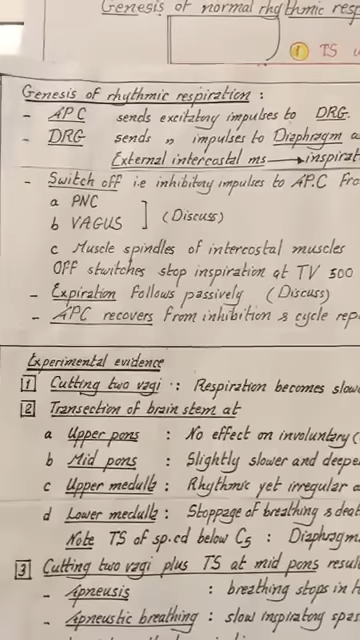 Genesis of normal rhythmic resp
1 TS
Genesis of rhythmic respiration :
- APC sends excitatory impulses to DRG.
- DRG sends " impulses to Diaphragm a
External intercostal ms → inspirat
- Switch off i.e inhibitory impulses to APC Fro
a PNC
b VAGUS ] (Discuss)
c Muscle spindles of intercostal muscles
OFF stwitches stop inspiration at TV 500
- Expiration Follows passively (Discuss)
- APC recovers From inhibition & cycle rep
Experimental evidence
1 Cutting two vagi : Respiration becomes slow
2 Transection of brain stem at
a Upper pons : No effect on involuntary (
b Mid pons : Slightly slower and deepe
c Upper medulla : Rhythmic yet irregular a
d Lower medulla : Stoppage of breathing & deat
Note TS of sp.cd below C5 : Diaphragm
3 Cutting two vagi plus TS at mid pons resul
- Apneusis : breathing stops in
- Apneustic breathing : slow inspiratory spas